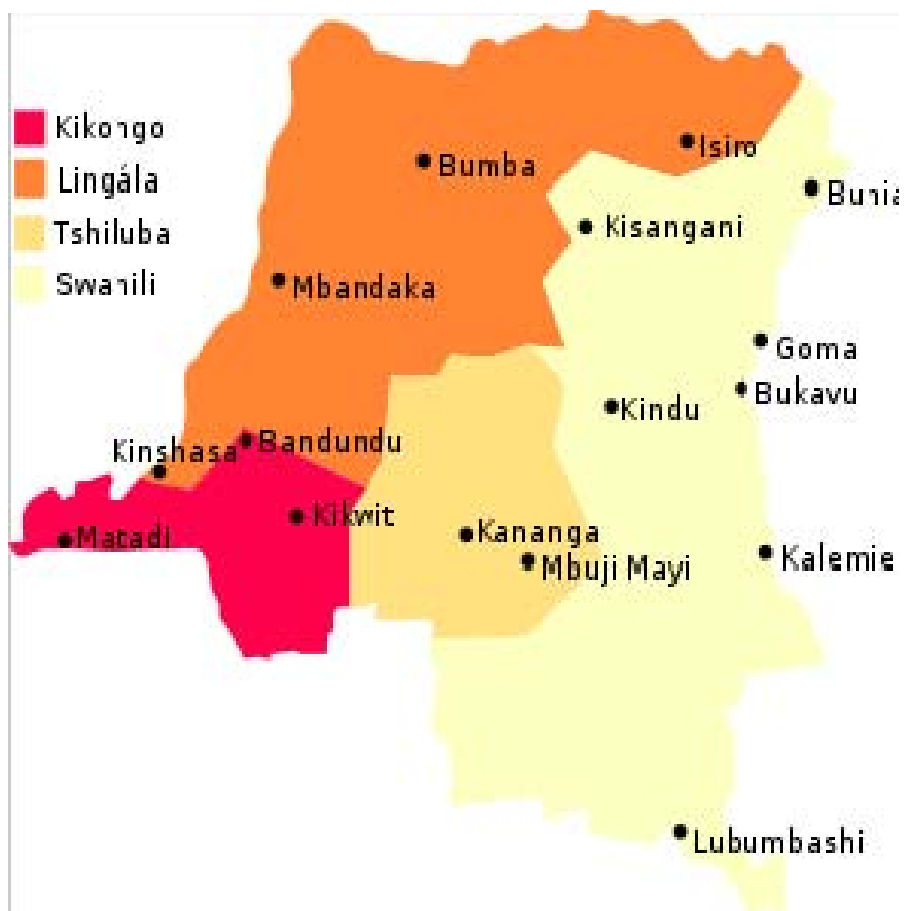 Kikongo
Lingála
Tshiluba
Swahili
Isiro
Bumba
Bunia
Kisangani
Mbandaka
Goma
Bukavu
Kindu
Bandundu
Kinshasa
Kikwit
Kananga
Matadi
Mbuji Mayi
Kalemie
Lubumbashi